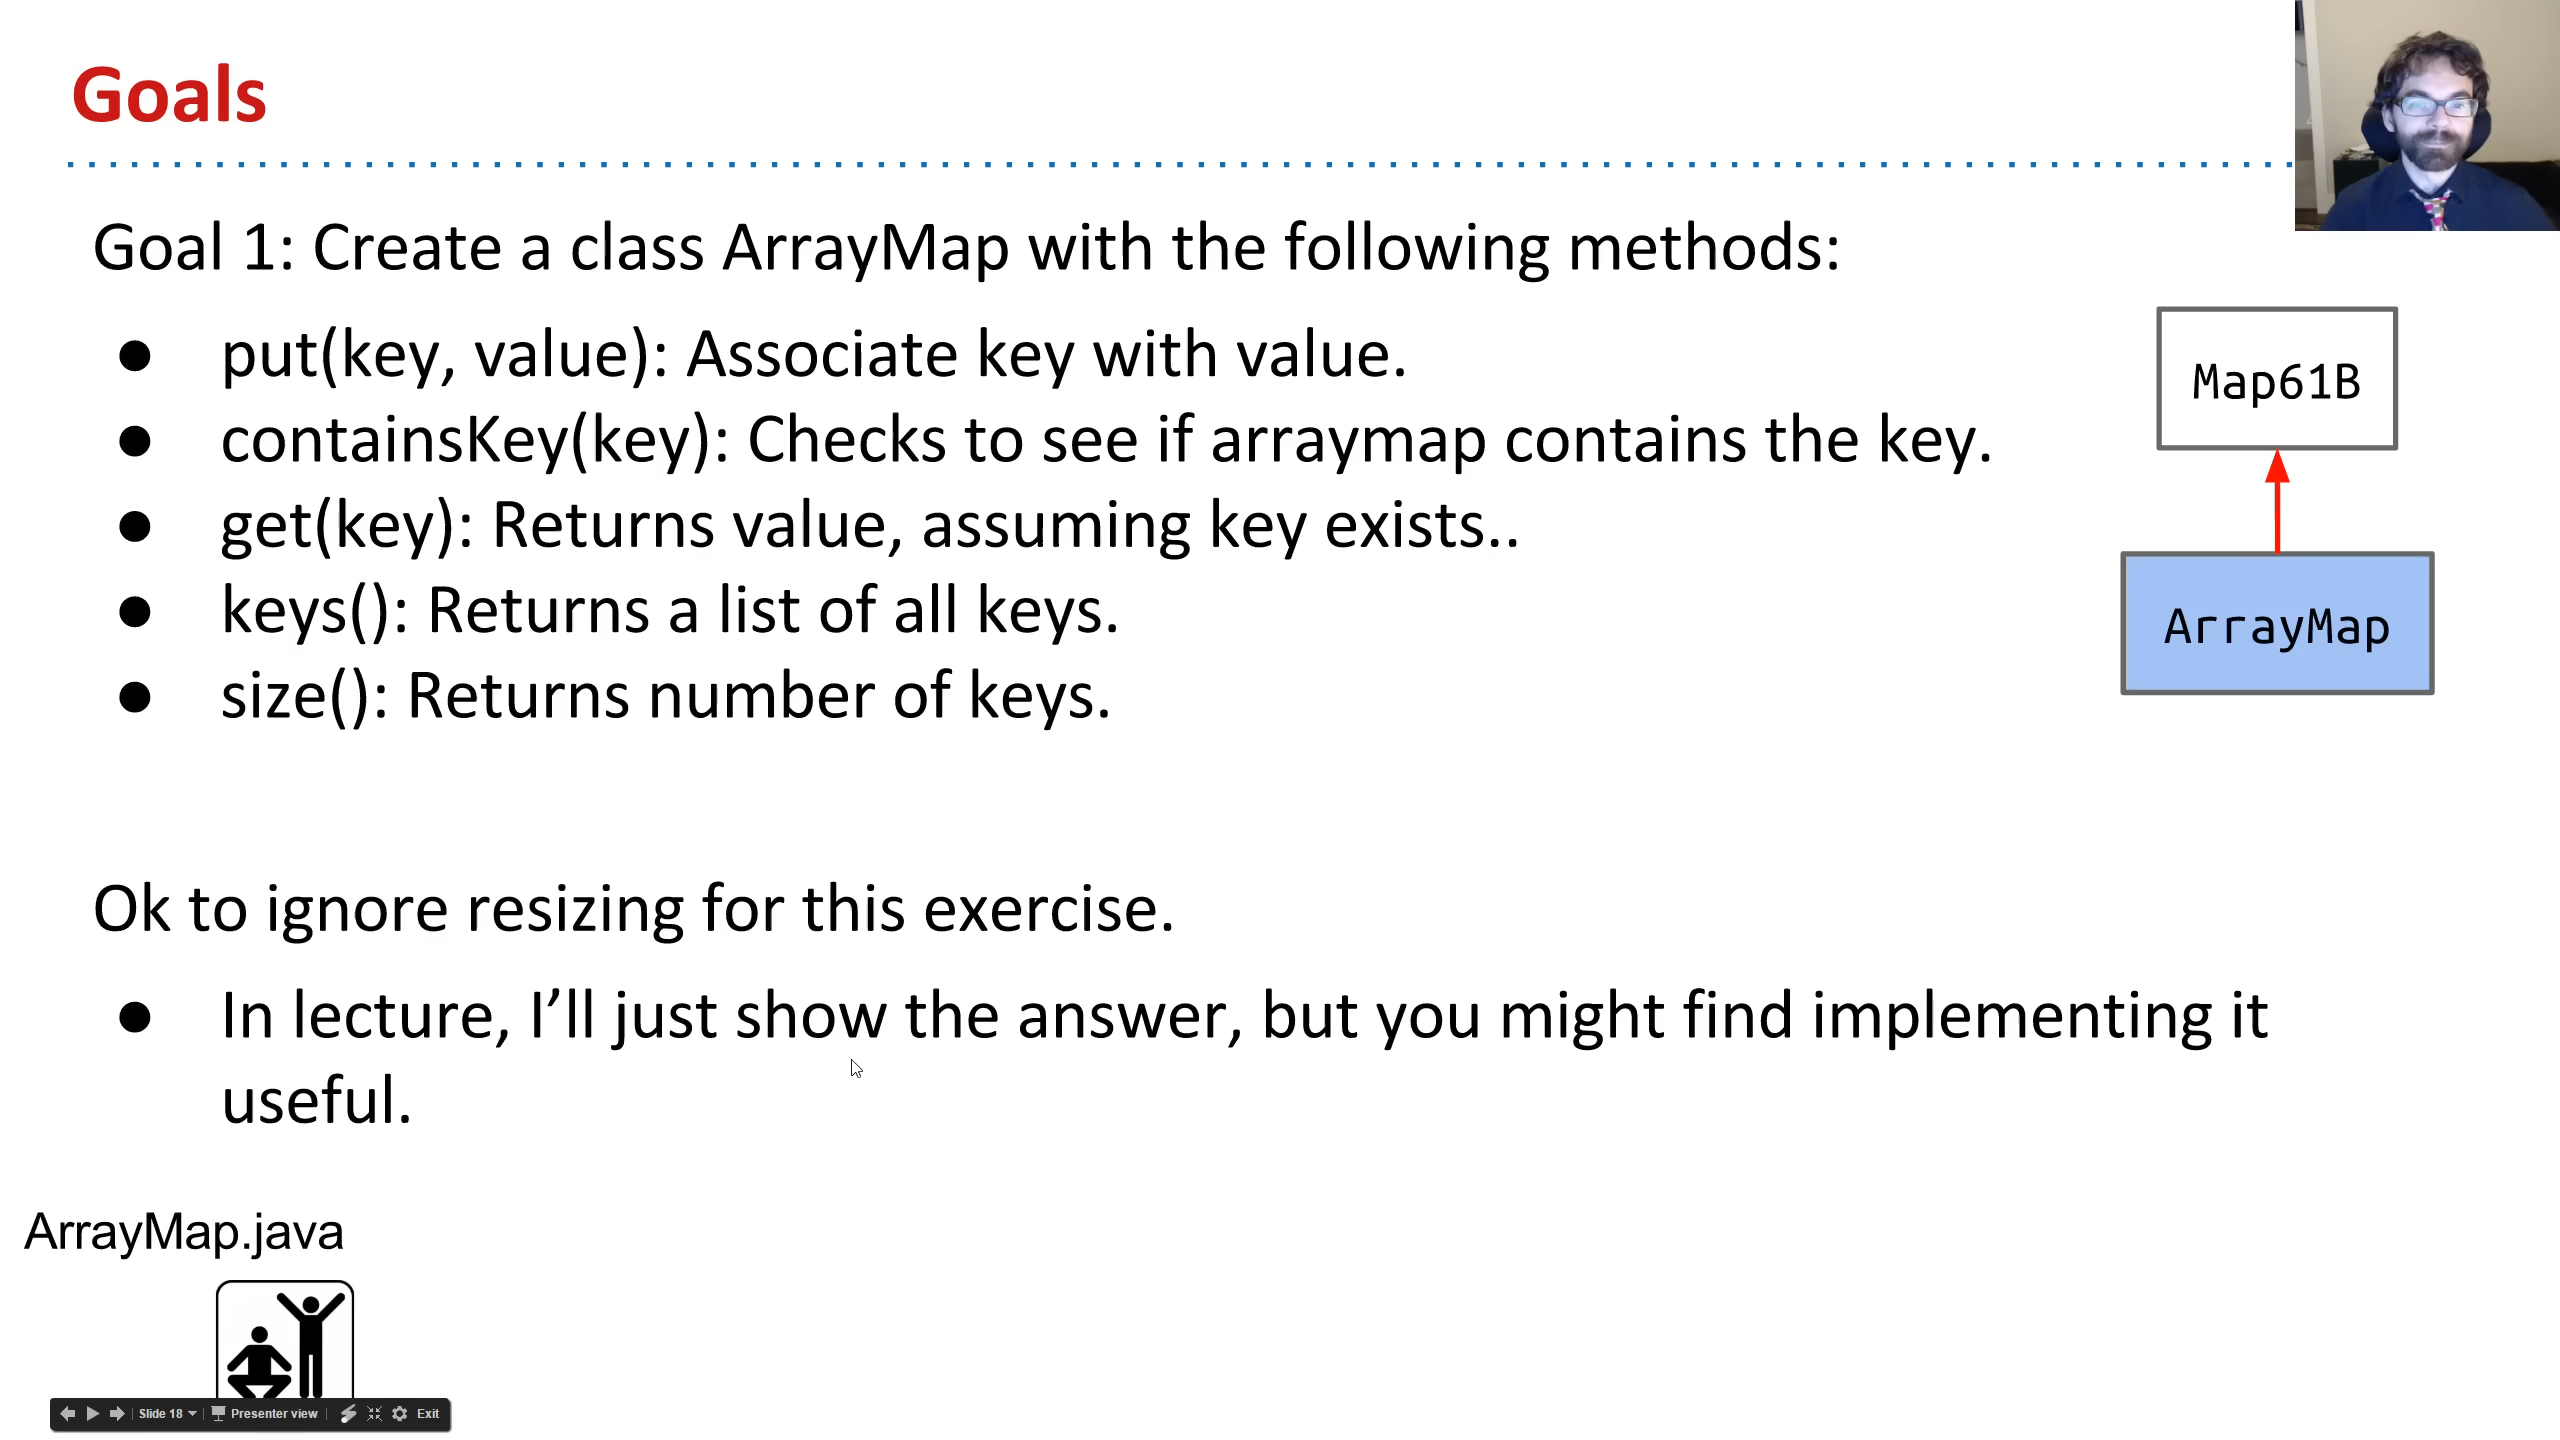 Goals
Goal 1: Create a class ArrayMap with the following methods:
● put(key, value): Associate key with value.
● containsKey(key): Checks to see if arraymap contains the key.
● get(key): Returns value, assuming key exists..
● keys(): Returns a list of all keys.
● size(): Returns number of keys.
Map61B
ArrayMap
Ok to ignore resizing for this exercise.
● In lecture, I’ll just show the answer, but you might find implementing it
useful.
ArrayMap.java
Slide 18 Presenter view Exit